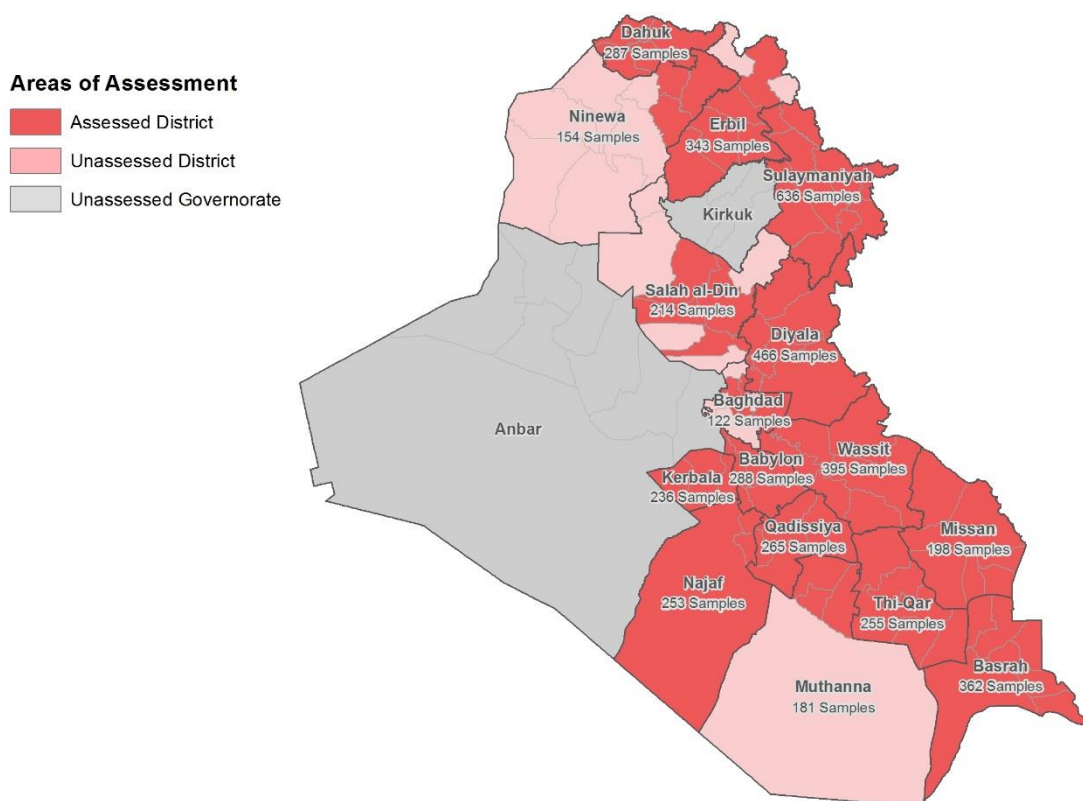 Areas of Assessment
Assessed District
Unassessed District
Unassessed Governorate
Dahuk
287 Samples
Ninewa
154 Samples
Erbil
343 Samples
Sulaymaniyah
636 Samples
Kirkuk
Salah al-Din
214 Samples
Diyala
466 Samples
Baghdad
122 Samples
Anbar
Wassit
395 Samples
Babylon
288 Samples
Kerbala
236 Samples
Qadissiya
265 Samples
Missan
198 Samples
Najaf
253 Samples
Thi-Qar
255 Samples
Basrah
362 Samples
Muthanna
181 Samples